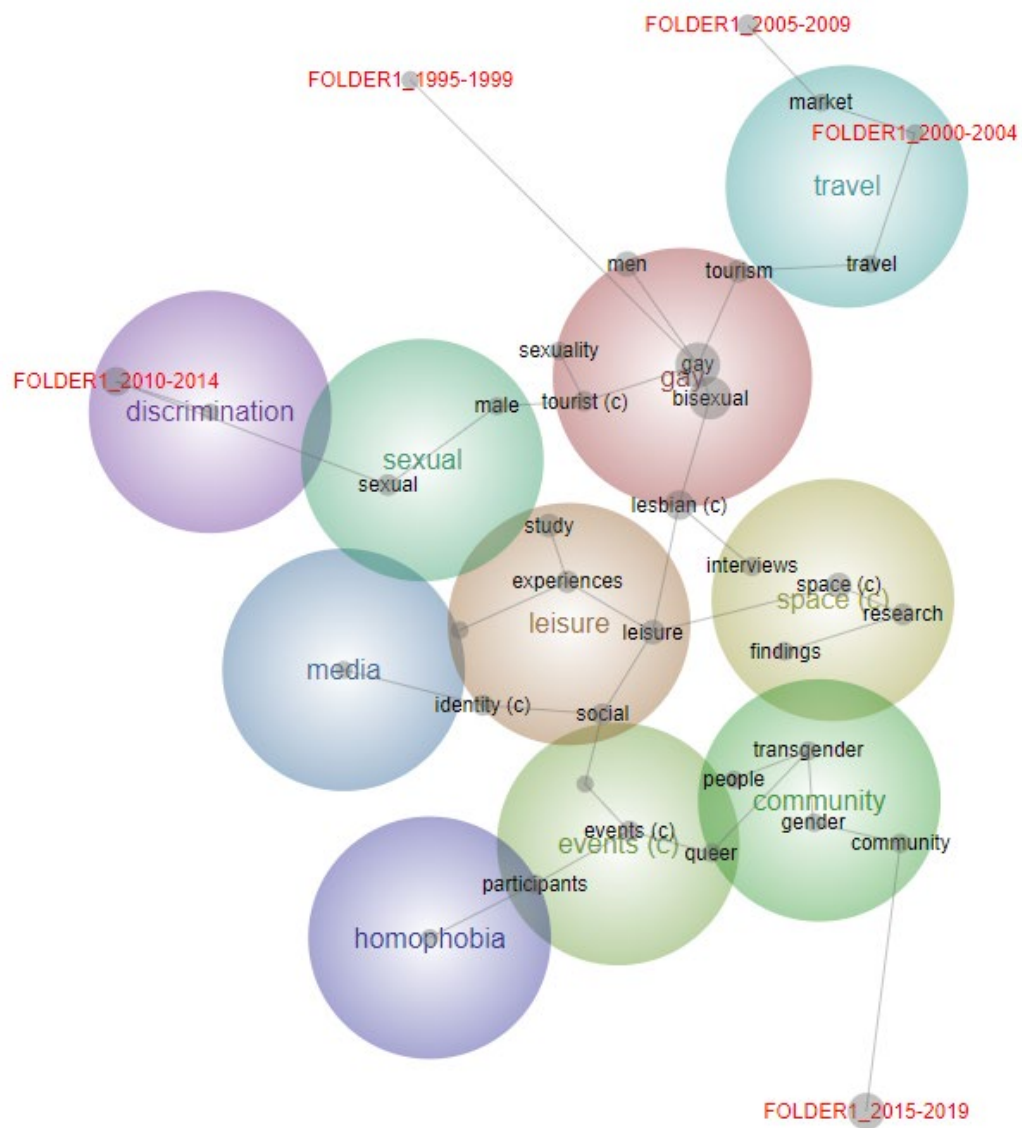 FOLDER1_2005-2009
FOLDER1_1995-1999
market
FOLDER1_2000-2004
travel
men
tourism
travel
sexuality
gay
gay
FOLDER1_2010-2014
discrimination
male
tourist (c)
bisexual
sexual
sexual
lesbian (c)
study
interviews
experiences
space (c)
space (c)
research
leisure
leisure
findings
media
identity (c)
social
transgender
people
community
gender
events (c)
events (c)
queer
community
participants
homophobia
FOLDER1_2015-2019